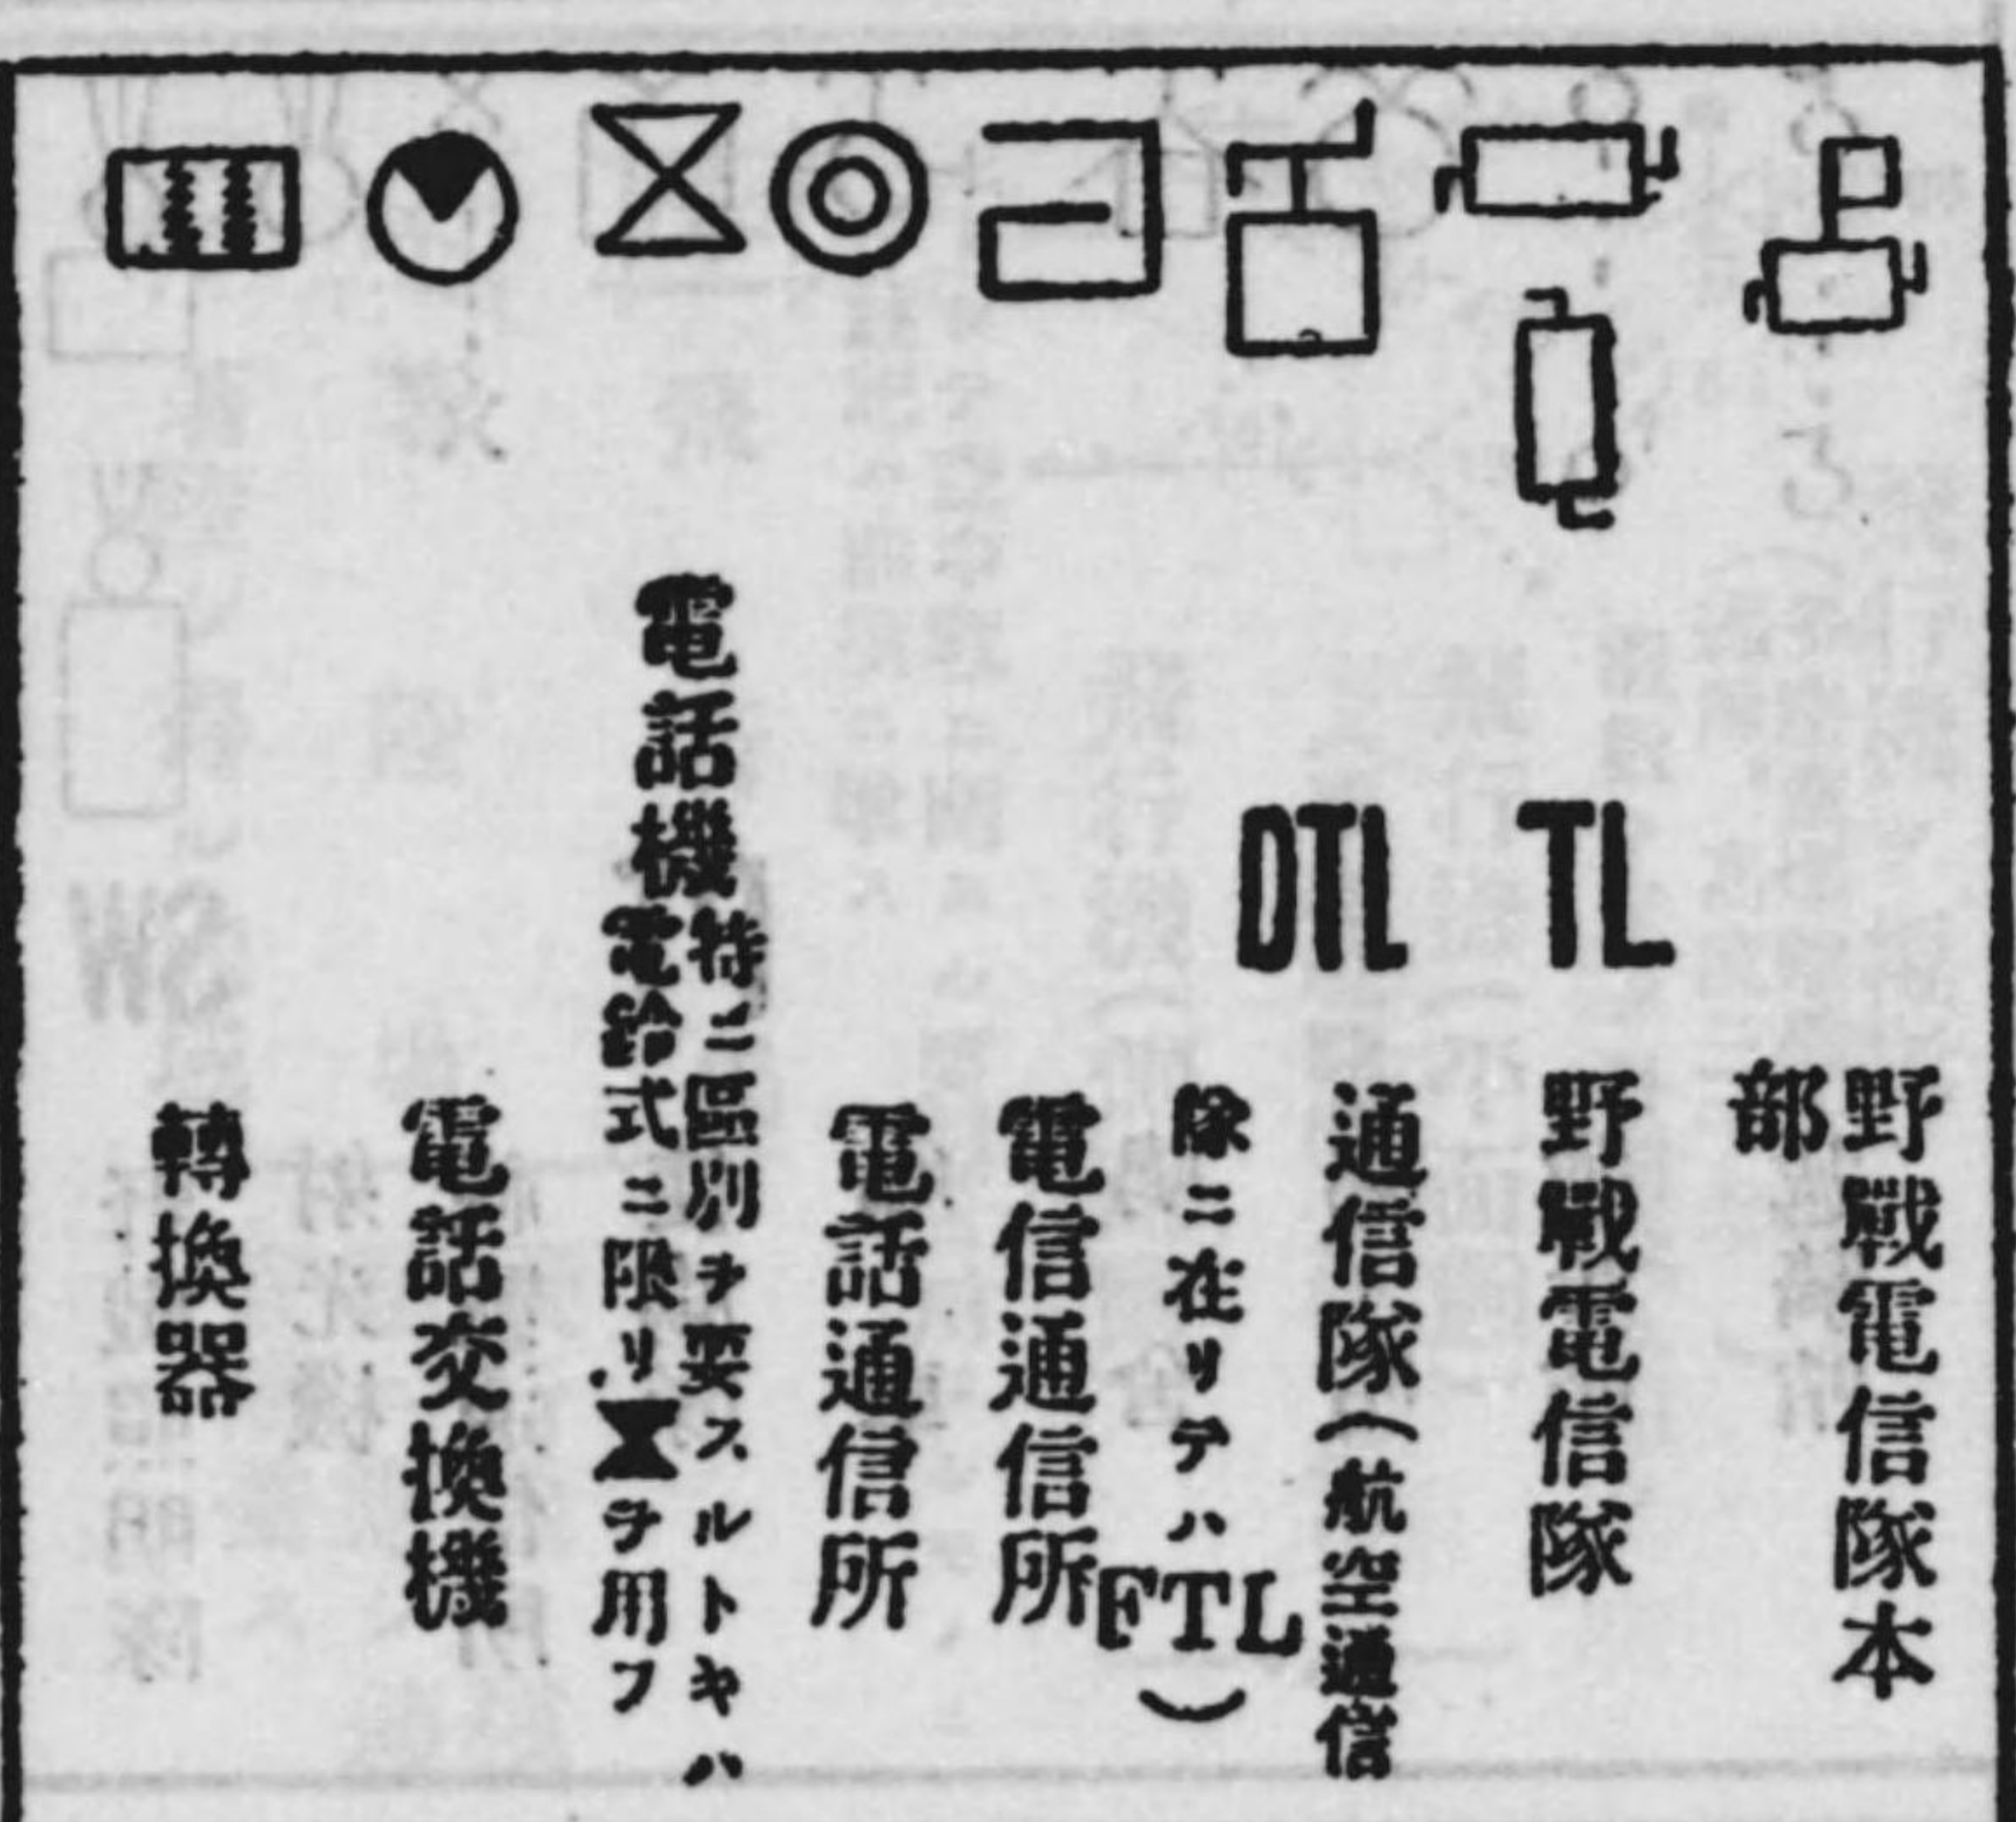 野戰電信隊本
部
TL
野戰電信隊
DTL
通信隊(航空通信
隊ニ在リテハFTL)
電信通信所
電話通信所
電話機
特ニ區別ヲ要スルトキハ
電鈴式ニ限リ⧗ヲ用フ
電話交換機
轉換器